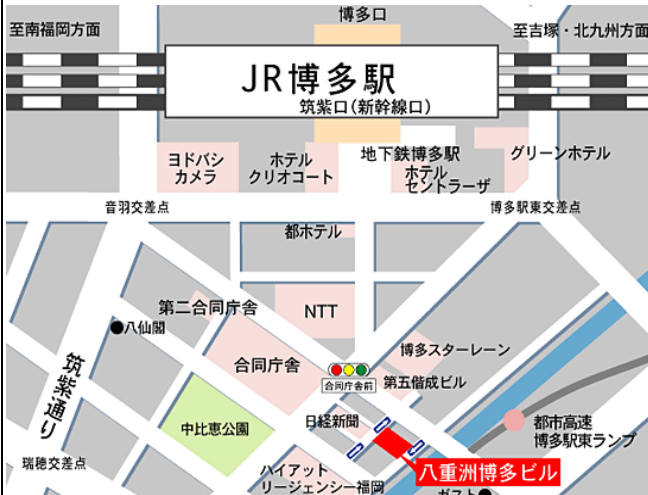 博多口
至南福岡方面
至吉塚・北九州方面
JR博多駅
筑紫口(新幹線口)
ヨドバシ
カメラ
ホテル
クリオコート
地下鉄博多駅
ホテル
セントラーザ
グリーンホテル
音羽交差点
博多駅東交差点
都ホテル
第二合同庁舎
NTT
八仙閣
合同庁舎
博多スターレーン
合同庁舎前
第五偕成ビル
筑紫通り
中比恵公園
日経新聞
都市高速
博多駅東ランプ
瑞穂交差点
ハイアット
リージェンシー福岡
八重洲博多ビル
ガスト